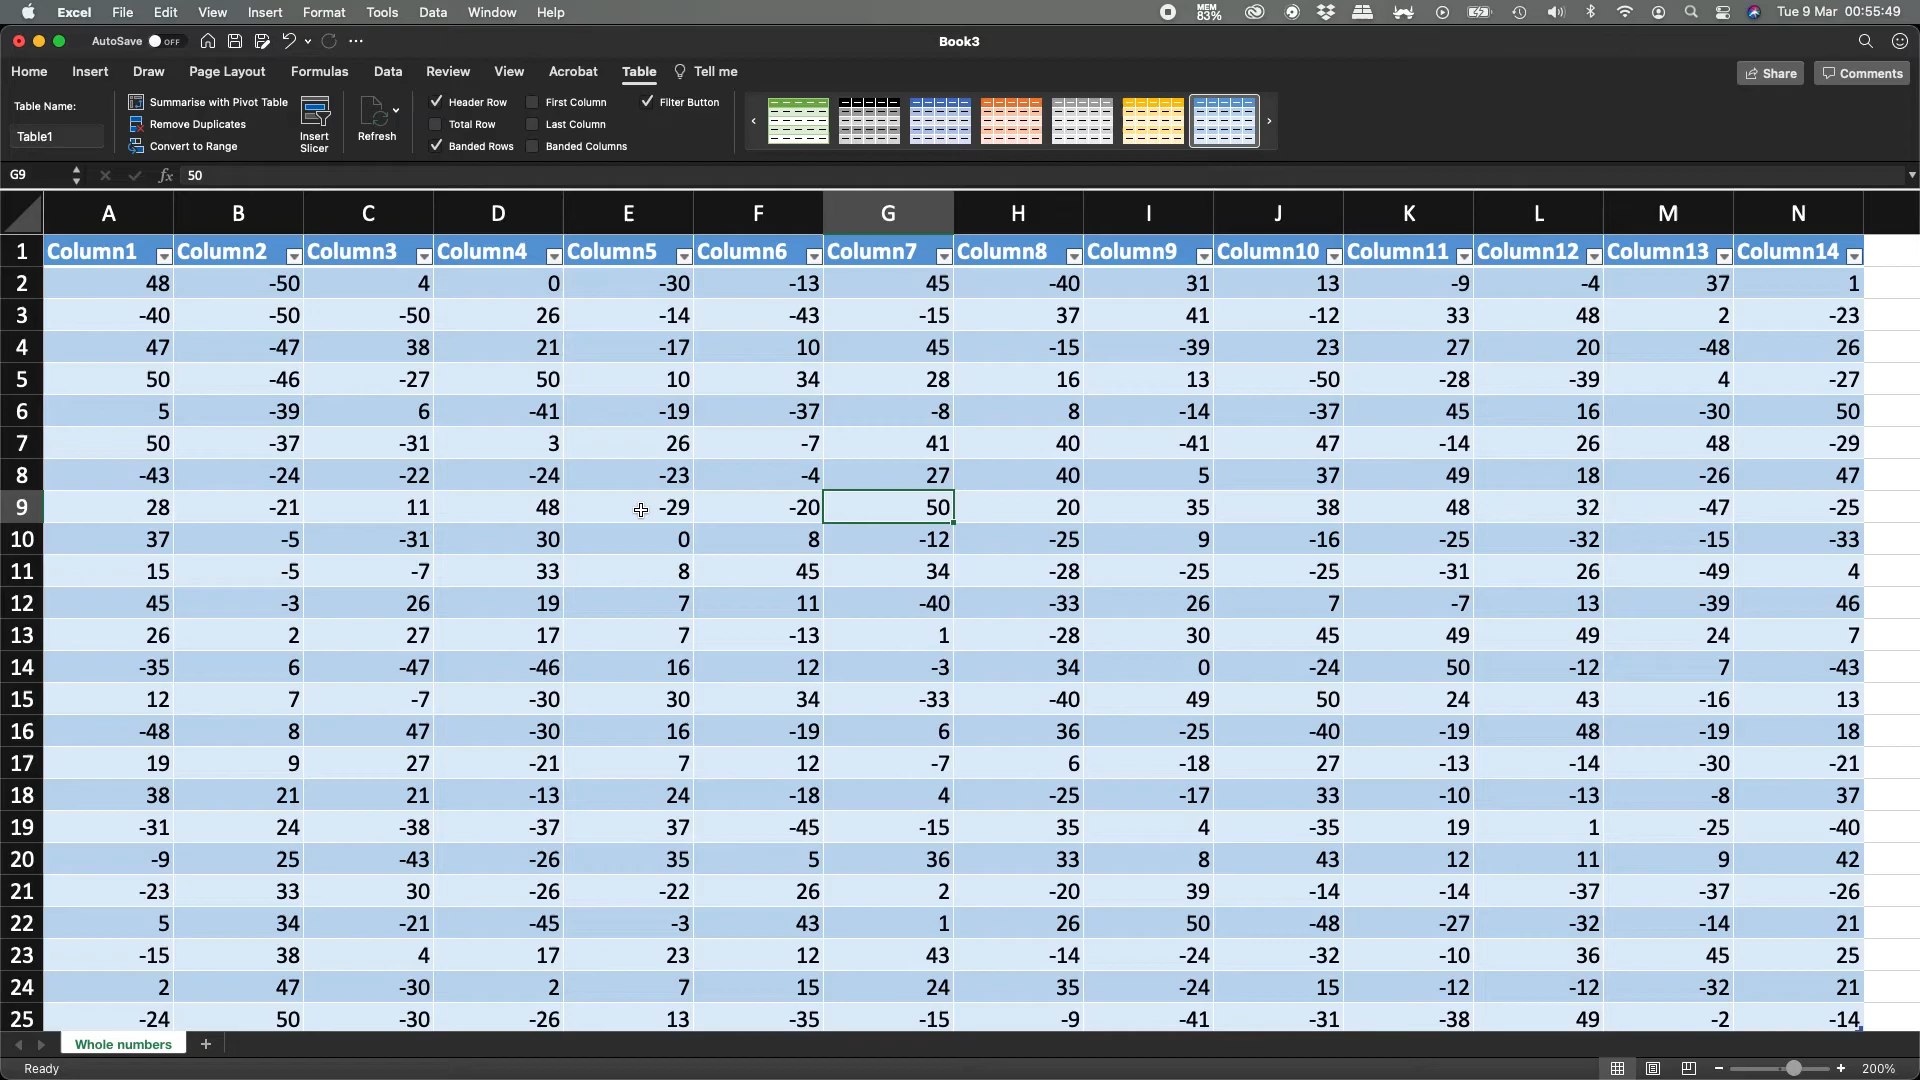 Excel File Edit View Insert Format Tools Data Window Help MEM 83% Tue 9 Mar 00:55:49
AutoSave OFF Book3
Home Insert Draw Page Layout Formulas Data Review View Acrobat Table Tell me Share Comments
Table Name:
Table1
Summarise with Pivot Table
Remove Duplicates
Convert to Range
Insert
Slicer
Refresh
Header Row First Column Filter Button
Total Row Last Column
Banded Rows Banded Columns
G9 fx 50
A B C D E F G H I J K L M N
1 Column1 Column2 Column3 Column4 Column5 Column6 Column7 Column8 Column9 Column10 Column11 Column12 Column13 Column14
2 48 -50 4 0 -30 -13 45 -40 31 13 -9 -4 37 1
3 -40 -50 -50 26 -14 -43 -15 37 41 -12 33 48 2 -23
4 47 -47 38 21 -17 10 45 -15 -39 23 27 20 -48 26
5 50 -46 -27 50 10 34 28 16 13 -50 -28 -39 4 -27
6 5 -39 6 -41 -19 -37 -8 8 -14 -37 45 16 -30 50
7 50 -37 -31 3 26 -7 41 40 -41 47 -14 26 48 -29
8 -43 -24 -22 -24 -23 -4 27 40 5 37 49 18 -26 47
9 28 -21 11 48 -29 -20 50 20 35 38 48 32 -47 -25
10 37 -5 -31 30 0 8 -12 -25 9 -16 -25 -32 -15 -33
11 15 -5 -7 33 8 45 34 -28 -25 -25 -31 26 -49 4
12 45 -3 26 19 7 11 -40 -33 26 7 -7 13 -39 46
13 26 2 27 17 7 -13 1 -28 30 45 49 49 24 7
14 -35 6 -47 -46 16 12 -3 34 0 -24 50 -12 7 -43
15 12 7 -7 -30 30 34 -33 -40 49 50 24 43 -16 13
16 -48 8 47 -30 16 -19 6 36 -25 -40 -19 48 -19 18
17 19 9 27 -21 7 12 -7 6 -18 27 -13 -14 -30 -21
18 38 21 21 -13 24 -18 4 -25 -17 33 -10 -13 -8 37
19 -31 24 -38 -37 37 -45 -15 35 4 -35 19 1 -25 -40
20 -9 25 -43 -26 35 5 36 33 8 43 12 11 9 42
21 -23 33 30 -26 -22 26 2 -20 39 -14 -14 -37 -37 -26
22 5 34 -21 -45 -3 43 1 26 50 -48 -27 -32 -14 21
23 -15 38 4 17 23 12 43 -14 -24 -32 -10 36 45 25
24 2 47 -30 2 7 15 24 35 -24 15 -12 -12 -32 21
25 -24 50 -30 -26 13 -35 -15 -9 -41 -31 -38 49 -2 -14
Whole numbers
Ready 200%